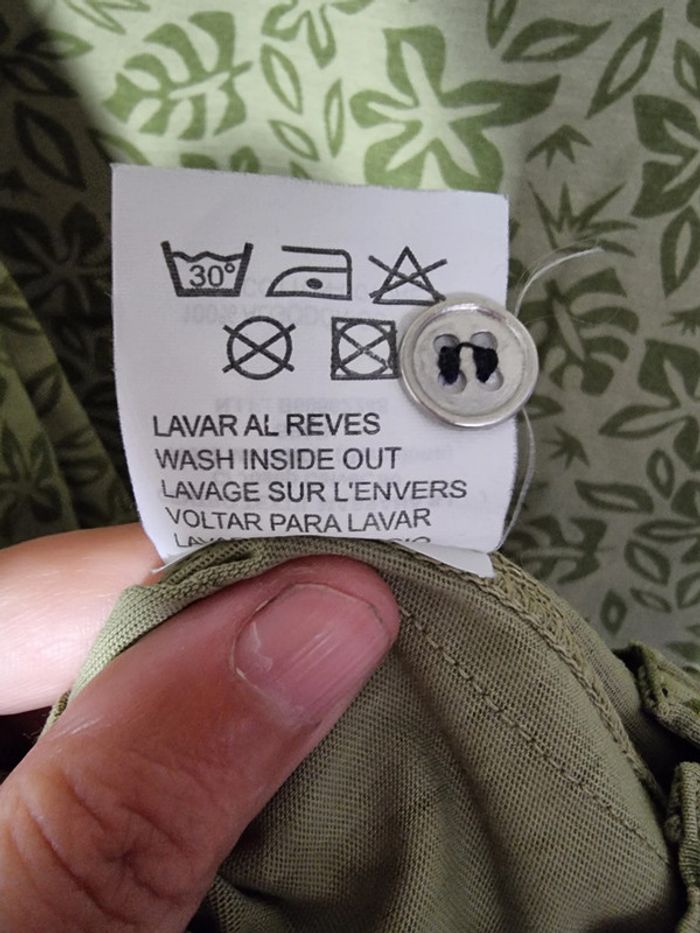 30°
LAVAR AL REVES
WASH INSIDE OUT
LAVAGE SUR L'ENVERS
VOLTAR PARA LAVAR